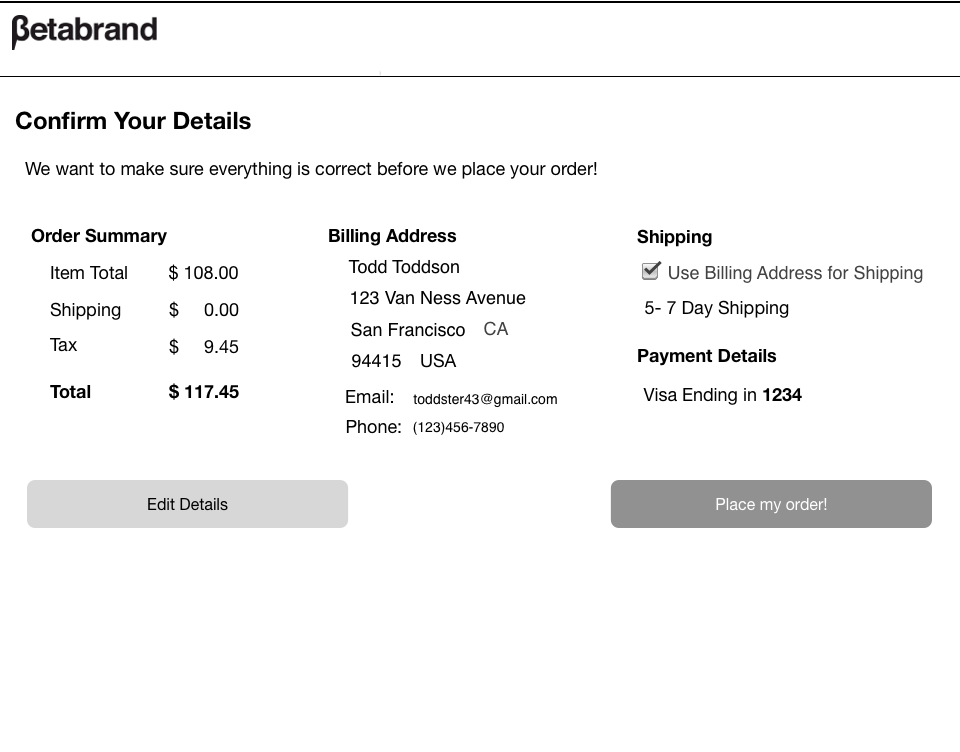 βetabrand
Confirm Your Details
We want to make sure everything is correct before we place your order!
Order Summary
Item Total $ 108.00
Shipping $ 0.00
Tax $ 9.45
Total $ 117.45
Billing Address
Todd Toddson
123 Van Ness Avenue
San Francisco CA
94415 USA
Email: toddster43@gmail.com
Phone: (123)456-7890
Shipping
Use Billing Address for Shipping
5- 7 Day Shipping
Payment Details
Visa Ending in 1234
Edit Details
Place my order!